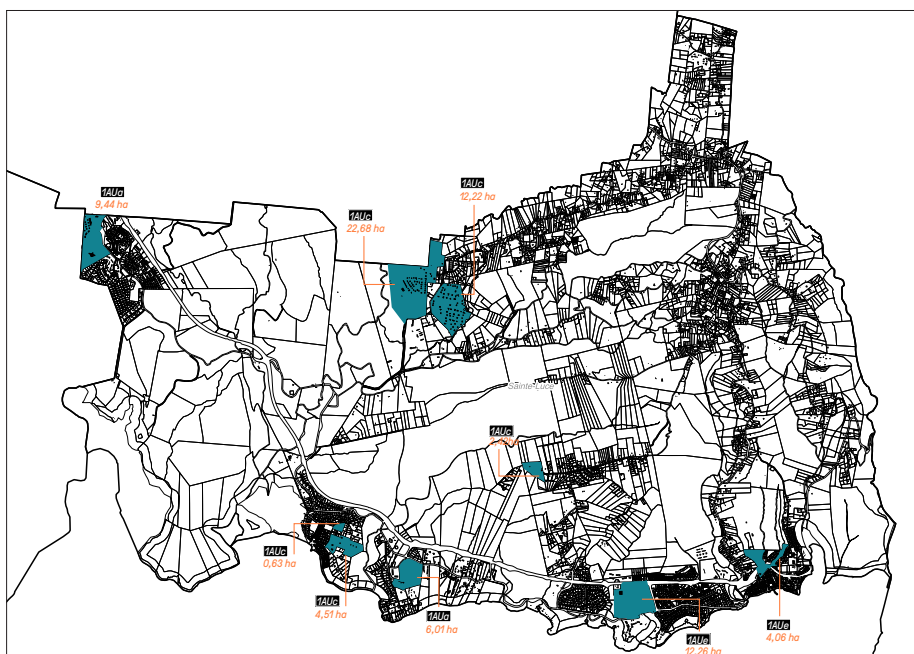 1AUc
12,22 ha
1AUa
9,44 ha
1AUc
22,68 ha
Sainte-Luce
1AUc
1AUc
0,63 ha
1AUc
4,51 ha
1AUa
6,01 ha
1AUe
12,26 ha
1AUe
4,06 ha